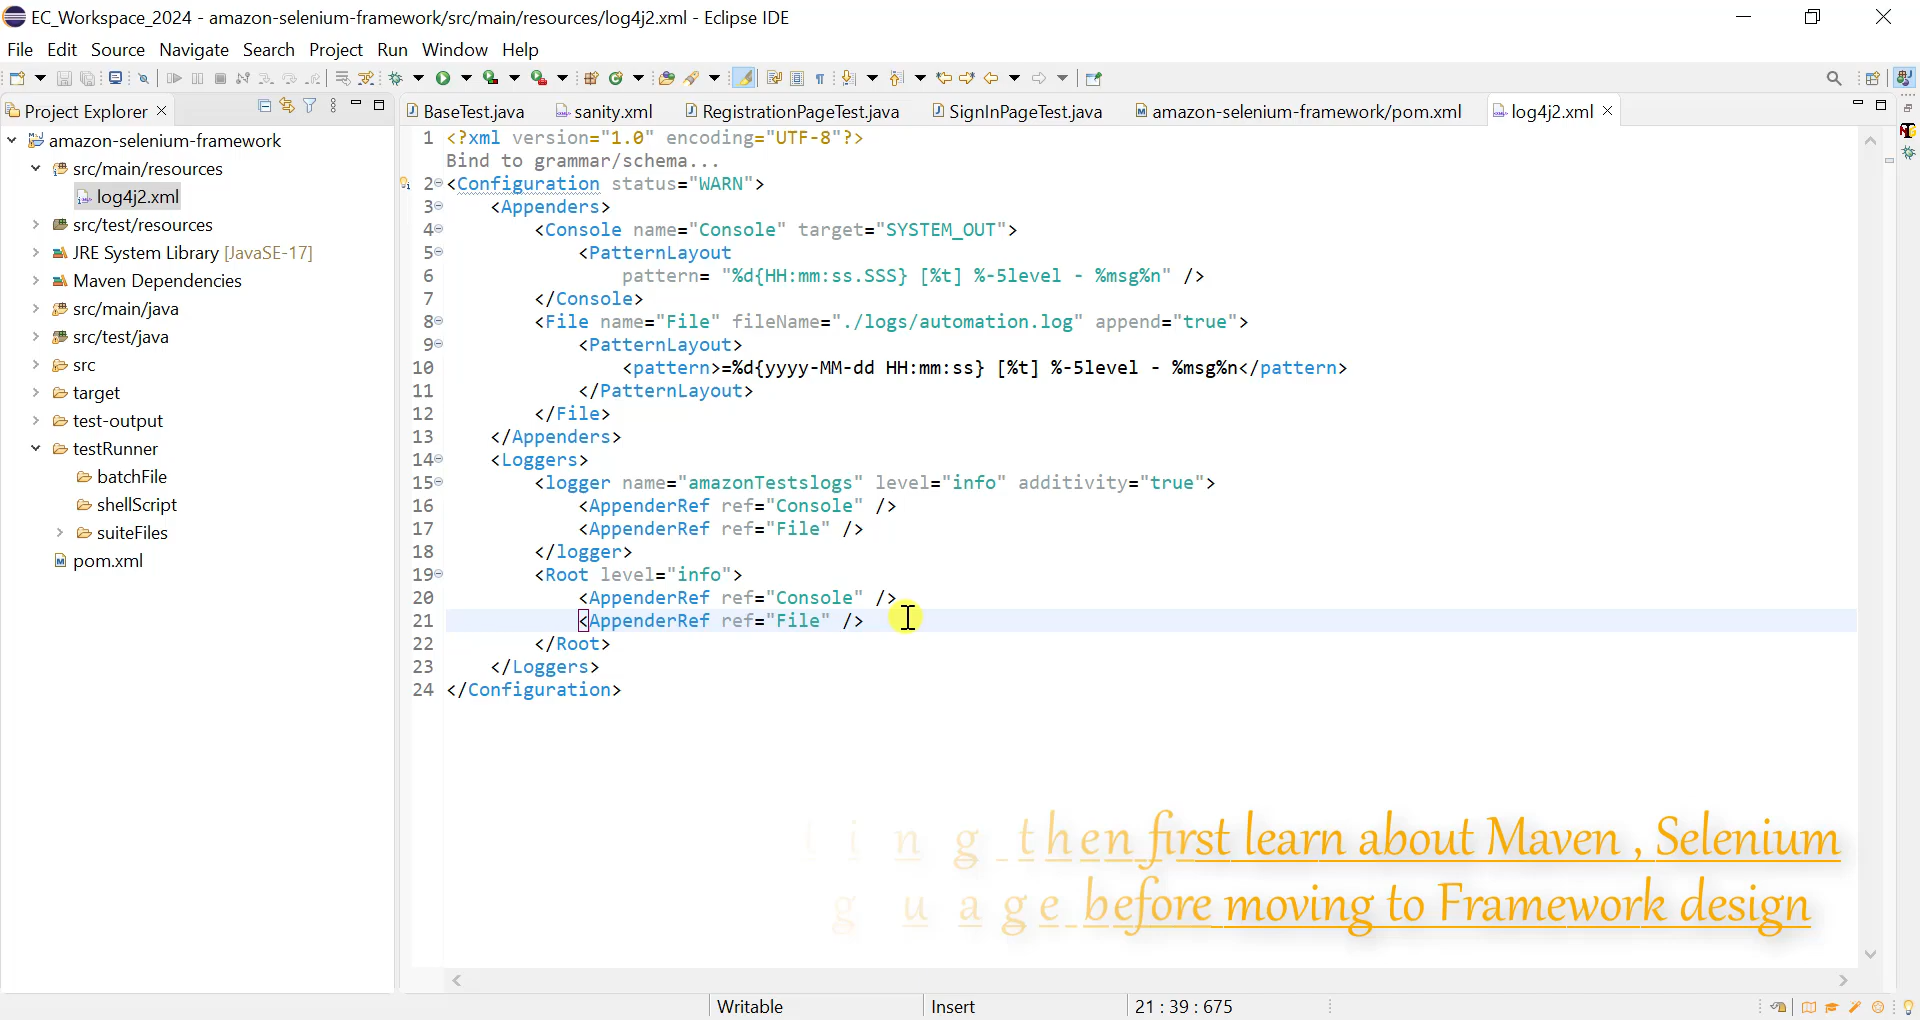 EC_Workspace_2024 - amazon-selenium-framework/src/main/resources/log4j2.xml - Eclipse IDE
File Edit Source Navigate Search Project Run Window Help
Project Explorer
BaseTest.java sanity.xml RegistrationPageTest.java SignInPageTest.java amazon-selenium-framework/pom.xml log4j2.xml
amazon-selenium-framework
src/main/resources
log4j2.xml
src/test/resources
JRE System Library [JavaSE-17]
Maven Dependencies
src/main/java
src/test/java
src
target
test-output
testRunner
batchFile
shellScript
suiteFiles
pom.xml
1 <?xml version="1.0" encoding="UTF-8"?>
Bind to grammar/schema...
2 <Configuration status="WARN">
3 <Appenders>
4 <Console name="Console" target="SYSTEM_OUT">
5 <PatternLayout
6 pattern= "%d{HH:mm:ss.SSS} [%t] %-5level - %msg%n" />
7 </Console>
8 <File name="File" fileName="./logs/automation.log" append="true">
9 <PatternLayout>
10 <pattern>=%d{yyyy-MM-dd HH:mm:ss} [%t] %-5level - %msg%n</pattern>
11 </PatternLayout>
12 </File>
13 </Appenders>
14 <Loggers>
15 <logger name="amazonTestslogs" level="info" additivity="true">
16 <AppenderRef ref="Console" />
17 <AppenderRef ref="File" />
18 </logger>
19 <Root level="info">
20 <AppenderRef ref="Console" />
21 <AppenderRef ref="File" />
22 </Root>
23 </Loggers>
24 </Configuration>
then first learn about Maven , Selenium
before moving to Framework design
Writable Insert 21 : 39 : 675